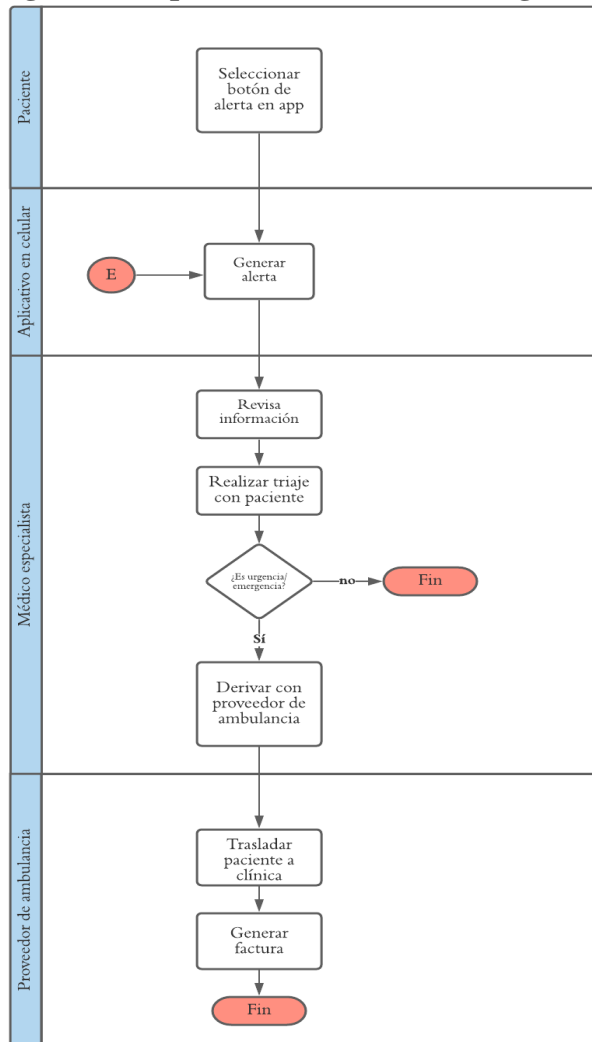 Paciente
Seleccionar
botón de
alerta en app
Aplicativo en celular
E
Generar
alerta
Médico especialista
Revisa
información
Realizar triaje
con paciente
¿Es urgencia/
emergencia?
no
Fin
Sí
Derivar con
proveedor de
ambulancia
Proveedor de ambulancia
Trasladar
paciente a
clínica
Generar
factura
Fin